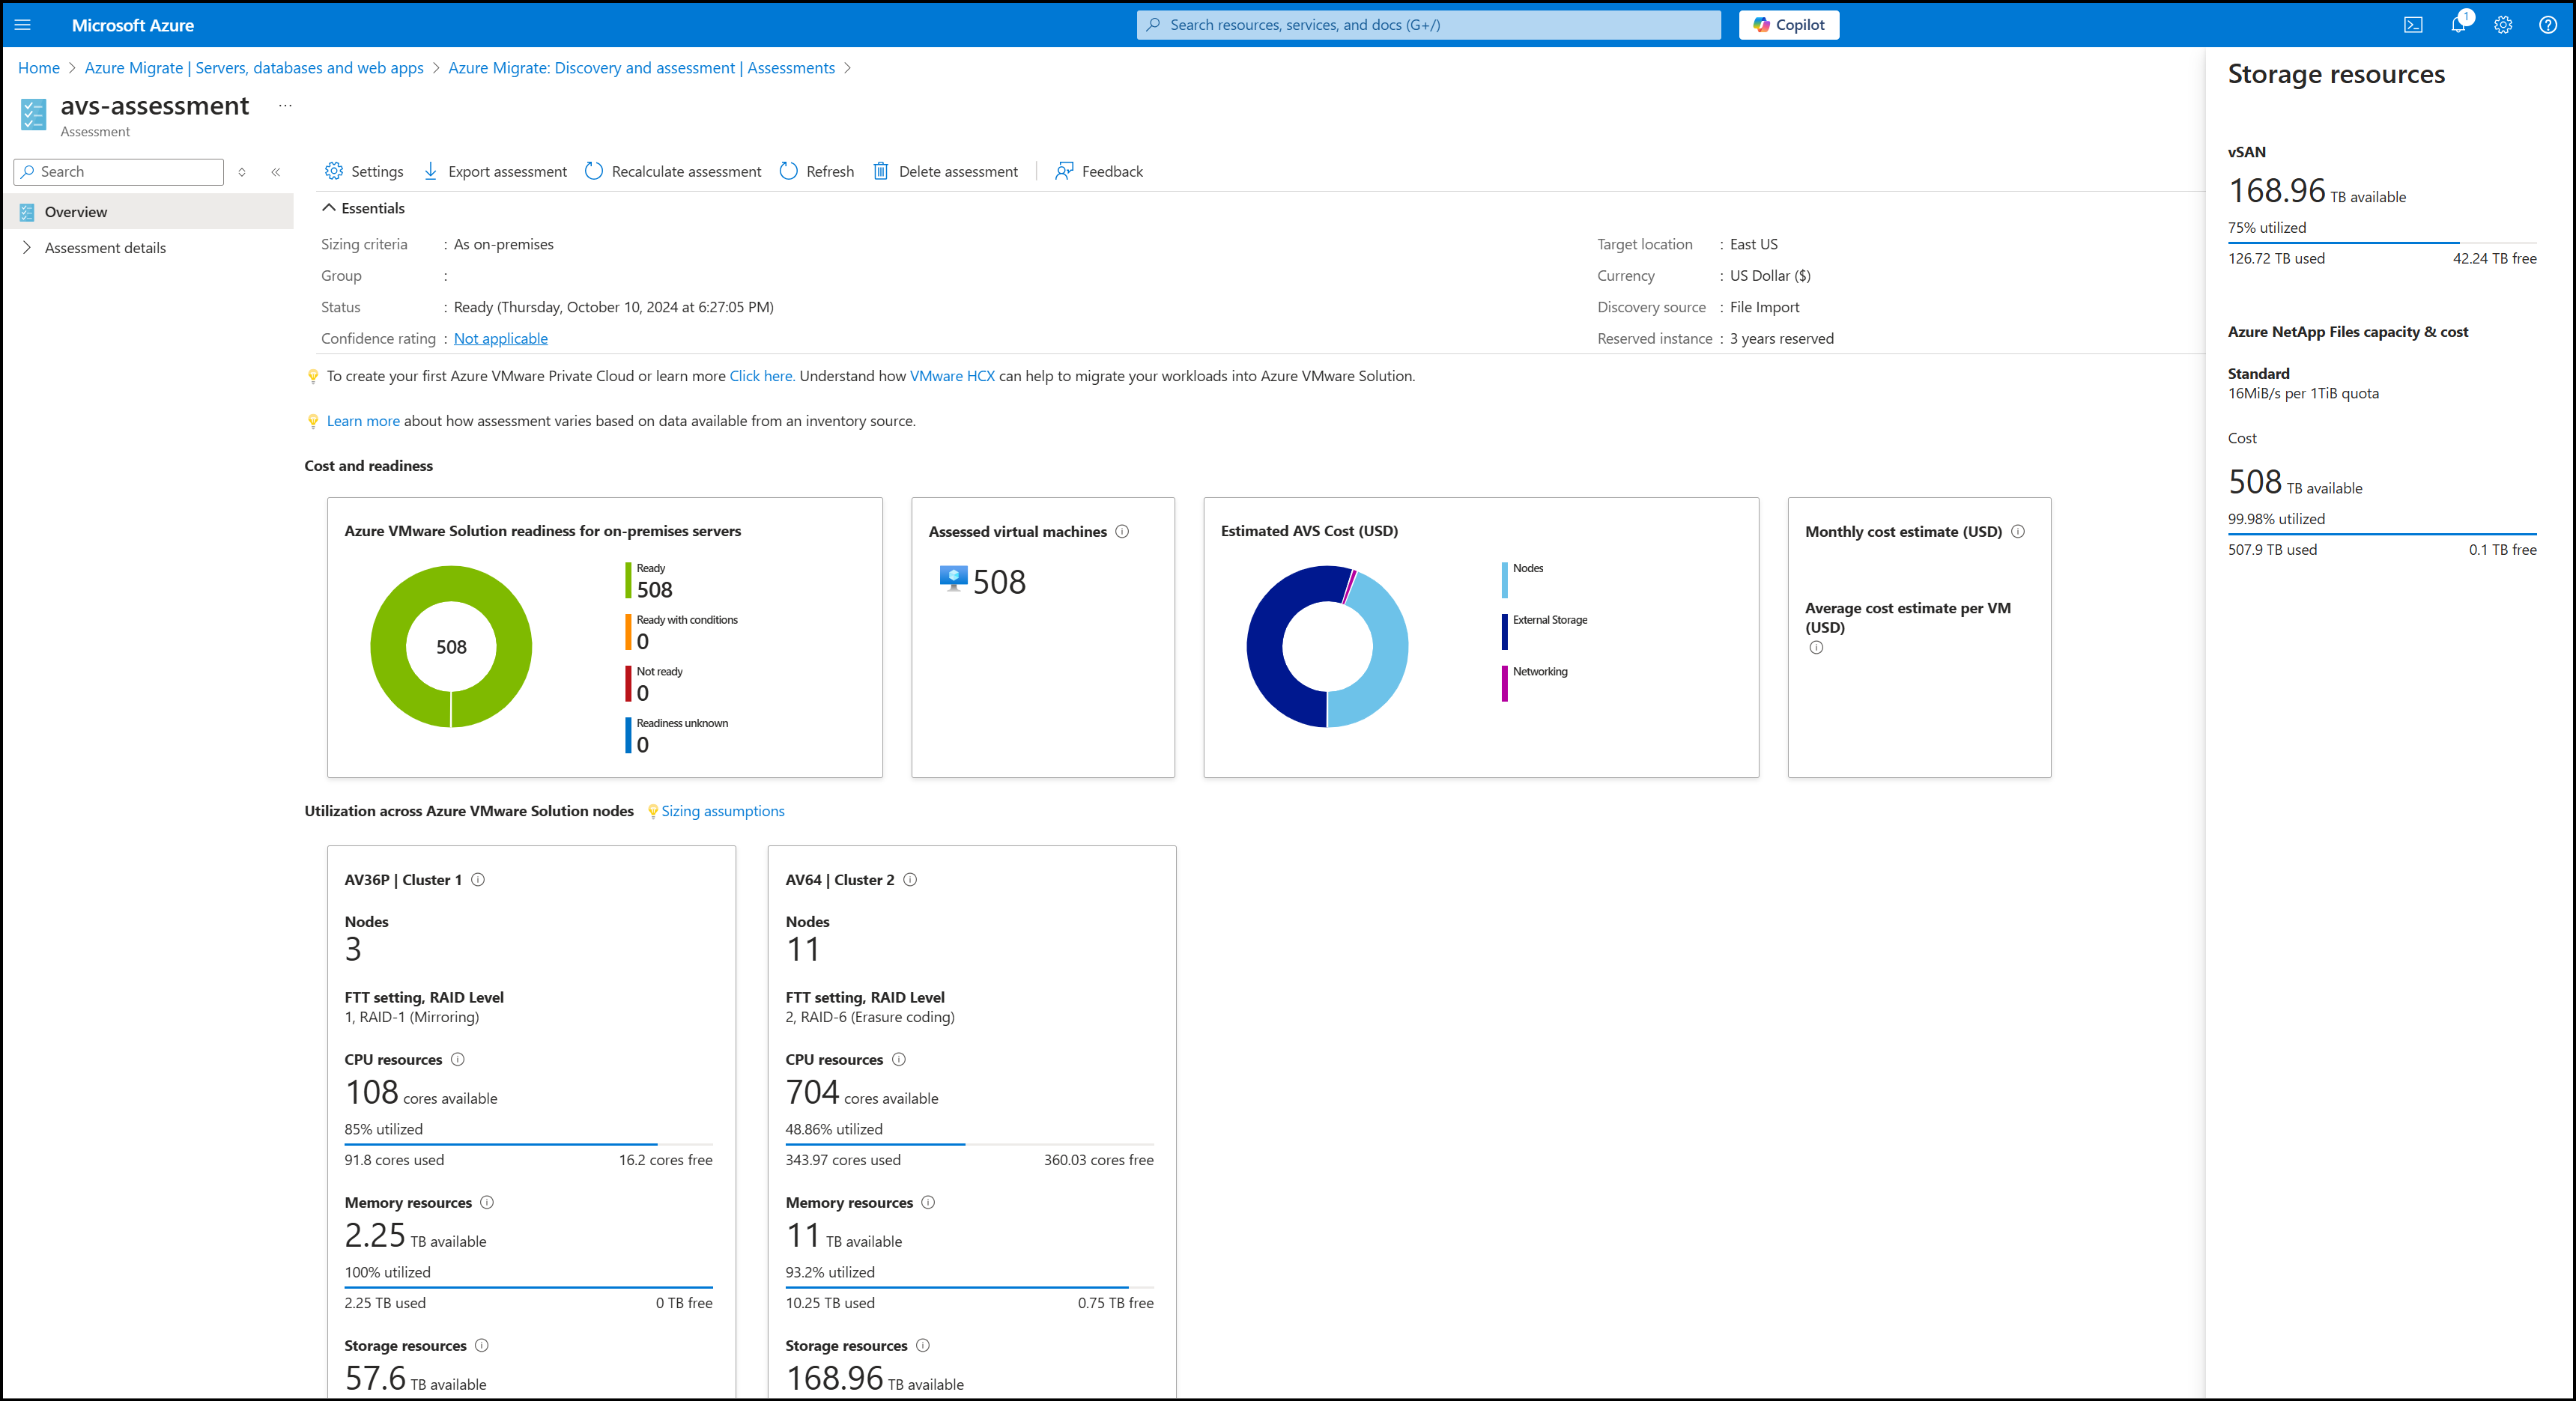 Microsoft Azure
Search resources, services, and docs (G+/)
Copilot
1
Home > Azure Migrate | Servers, databases and web apps > Azure Migrate: Discovery and assessment | Assessments >
avs-assessment ...
Assessment
Search
Overview
Assessment details
Settings
Export assessment
Recalculate assessment
Refresh
Delete assessment
Feedback
Essentials
Sizing criteria : As on-premises
Group :
Status : Ready (Thursday, October 10, 2024 at 6:27:05 PM)
Confidence rating : Not applicable
Target location : East US
Currency : US Dollar ($)
Discovery source : File Import
Reserved instance : 3 years reserved
To create your first Azure VMware Private Cloud or learn more Click here. Understand how VMware HCX can help to migrate your workloads into Azure VMware Solution.
Learn more about how assessment varies based on data available from an inventory source.
Cost and readiness
Azure VMware Solution readiness for on-premises servers
508
Ready
508
Ready with conditions
0
Not ready
0
Readiness unknown
0
Assessed virtual machines
508
Estimated AVS Cost (USD)
Nodes
External Storage
Networking
Monthly cost estimate (USD)
Average cost estimate per VM
(USD)
Utilization across Azure VMware Solution nodes
Sizing assumptions
AV36P | Cluster 1
Nodes
3
FTT setting, RAID Level
1, RAID-1 (Mirroring)
CPU resources
108 cores available
85% utilized
91.8 cores used
16.2 cores free
Memory resources
2.25 TB available
100% utilized
2.25 TB used
0 TB free
Storage resources
57.6 TB available
AV64 | Cluster 2
Nodes
11
FTT setting, RAID Level
2, RAID-6 (Erasure coding)
CPU resources
704 cores available
48.86% utilized
343.97 cores used
360.03 cores free
Memory resources
11 TB available
93.2% utilized
10.25 TB used
0.75 TB free
Storage resources
168.96 TB available
Storage resources
vSAN
168.96 TB available
75% utilized
126.72 TB used
42.24 TB free
Azure NetApp Files capacity & cost
Standard
16MiB/s per 1TiB quota
Cost
508 TB available
99.98% utilized
507.9 TB used
0.1 TB free